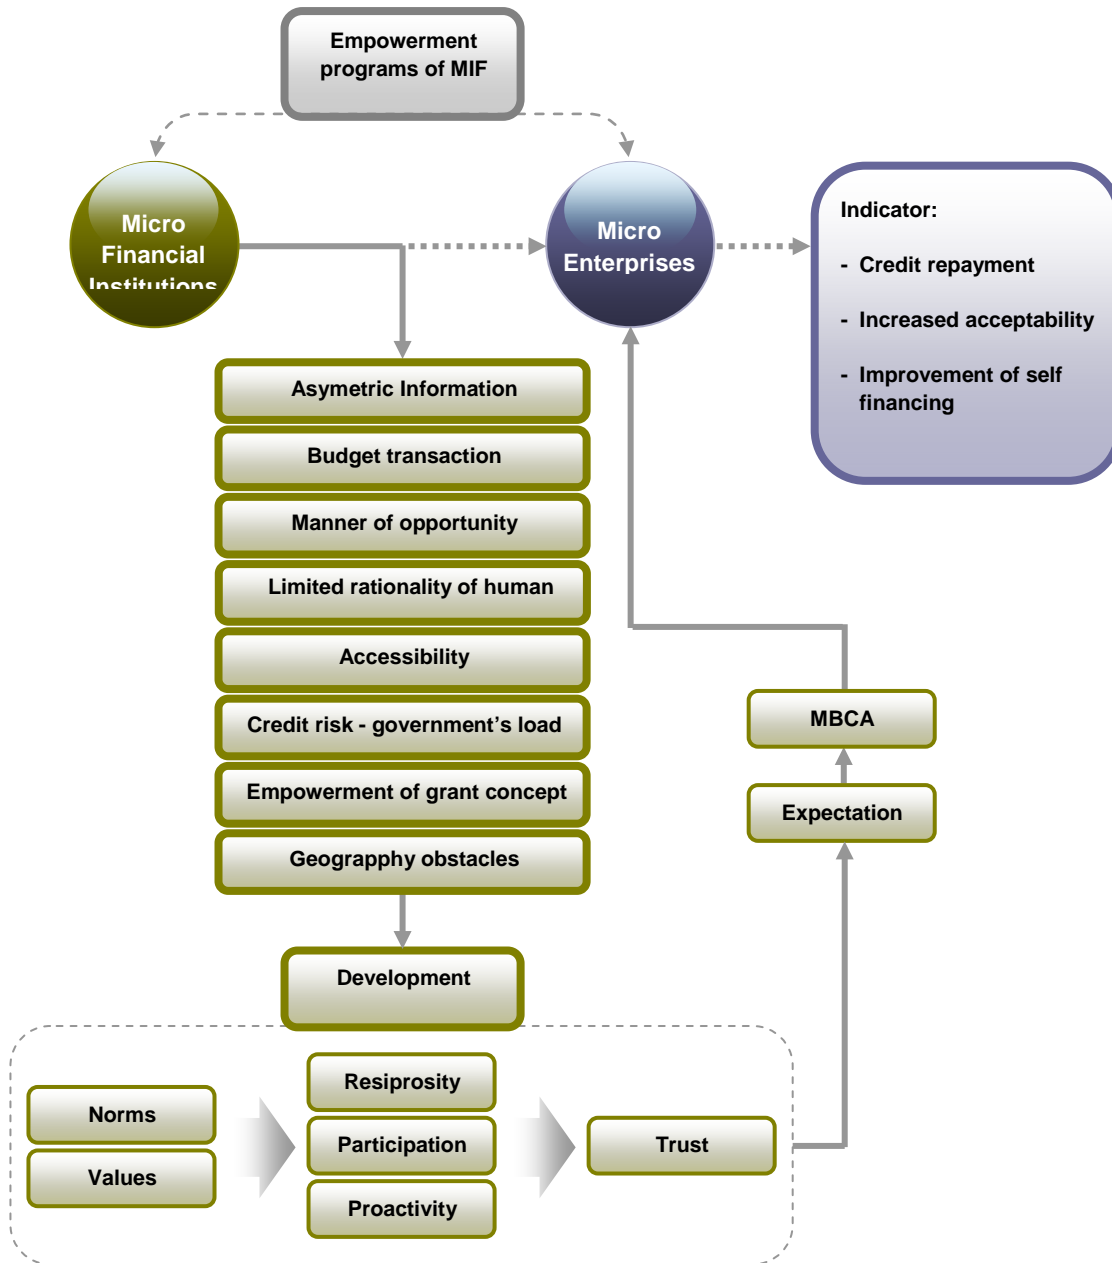 Empowerment
programs of MIF
Micro
Financial
Institutions
Micro
Enterprises
Indicator:
- Credit repayment
- Increased acceptability
- Improvement of self
financing
Asymetric Information
Budget transaction
Manner of opportunity
Limited rationality of human
Accessibility
Credit risk - government's load
Empowerment of grant concept
Geograpphy obstacles
MBCA
Expectation
Development
Norms
Values
Resiprosity
Participation
Proactivity
Trust